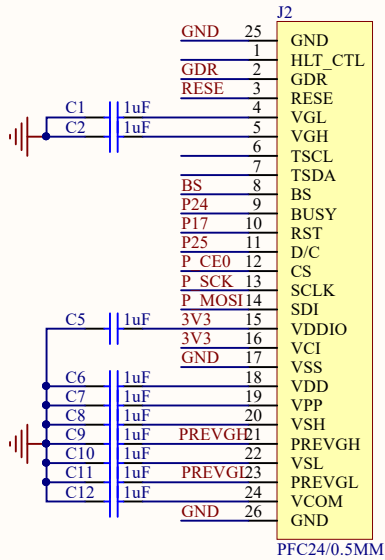 J2
GND 25 GND
1 HLT_CTL
GDR 2 GDR
RESE 3 RESE
C1 1uF 4 VGL
C2 1uF 5 VGH
6 TSCL
7 TSDA
BS 8 BS
P24 9 BUSY
P17 10 RST
P25 11 D/C
P_CE0 12 CS
P_SCK 13 SCLK
P_MOSI 14 SDI
C5 1uF 3V3 15 VDDIO
3V3 16 VCI
GND 17 VSS
C6 1uF 18 VDD
C7 1uF 19 VPP
C8 1uF 20 VSH
C9 1uF PREVGH 21 PREVGH
C10 1uF 22 VSL
C11 1uF PREVGL 23 PREVGL
C12 1uF 24 VCOM
GND 26 GND
PFC24/0.5MM